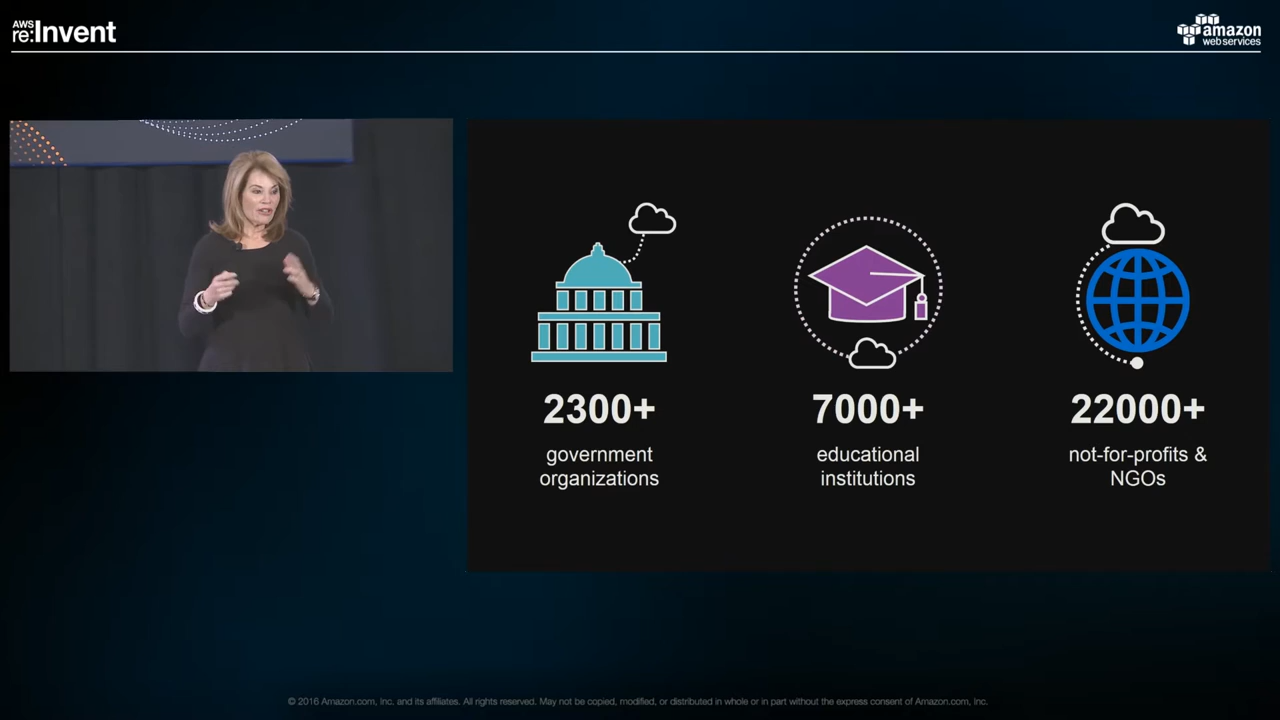 AWS
re:Invent
amazon
webservices
2300+
government
organizations
7000+
educational
institutions
22000+
not-for-profits &
NGOs
© 2016 Amazon.com, Inc. and its affiliates. All rights reserved. May not be copied, modified, or distributed in whole or in part without the express consent of Amazon.com, Inc.